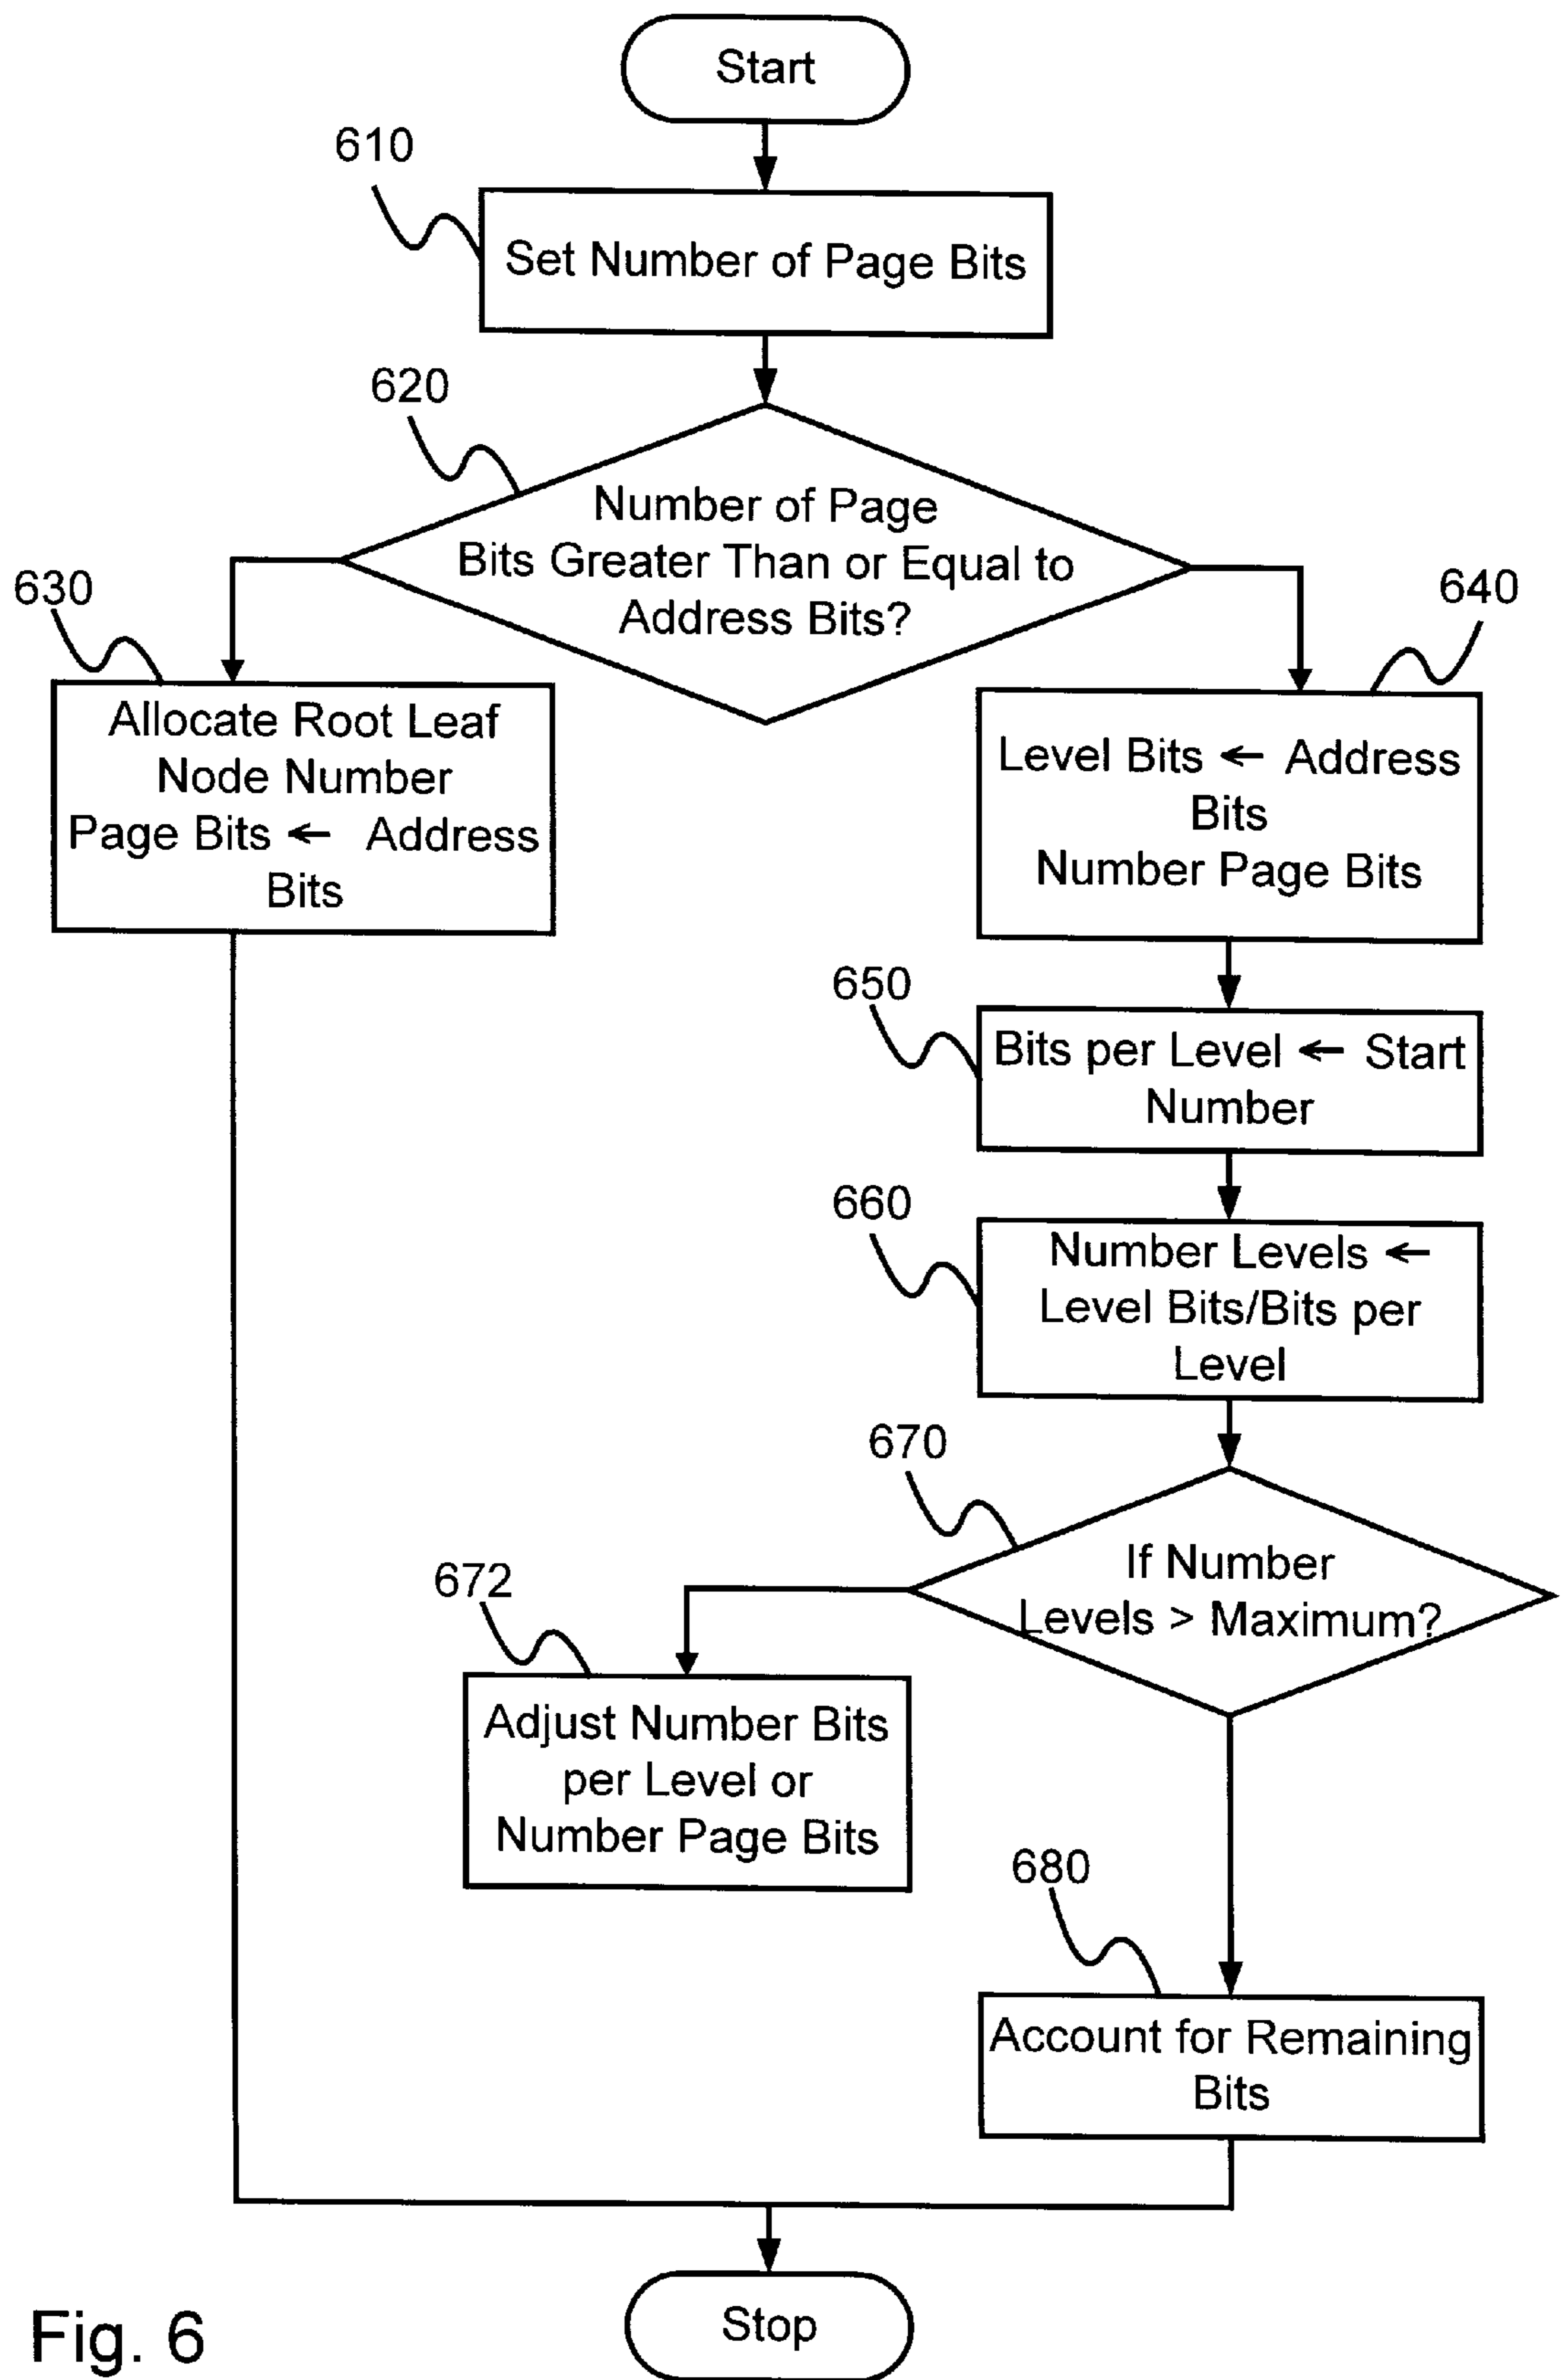 Start
610
Set Number of Page Bits
620
Number of Page
Bits Greater Than or Equal to
Address Bits?
630
Allocate Root Leaf
Node Number
Page Bits ← Address
Bits
640
Level Bits ← Address
Bits
Number Page Bits
650
Bits per Level ← Start
Number
660
Number Levels ←
Level Bits/Bits per
Level
670
If Number
Levels > Maximum?
672
Adjust Number Bits
per Level or
Number Page Bits
680
Account for Remaining
Bits
Stop
Fig. 6